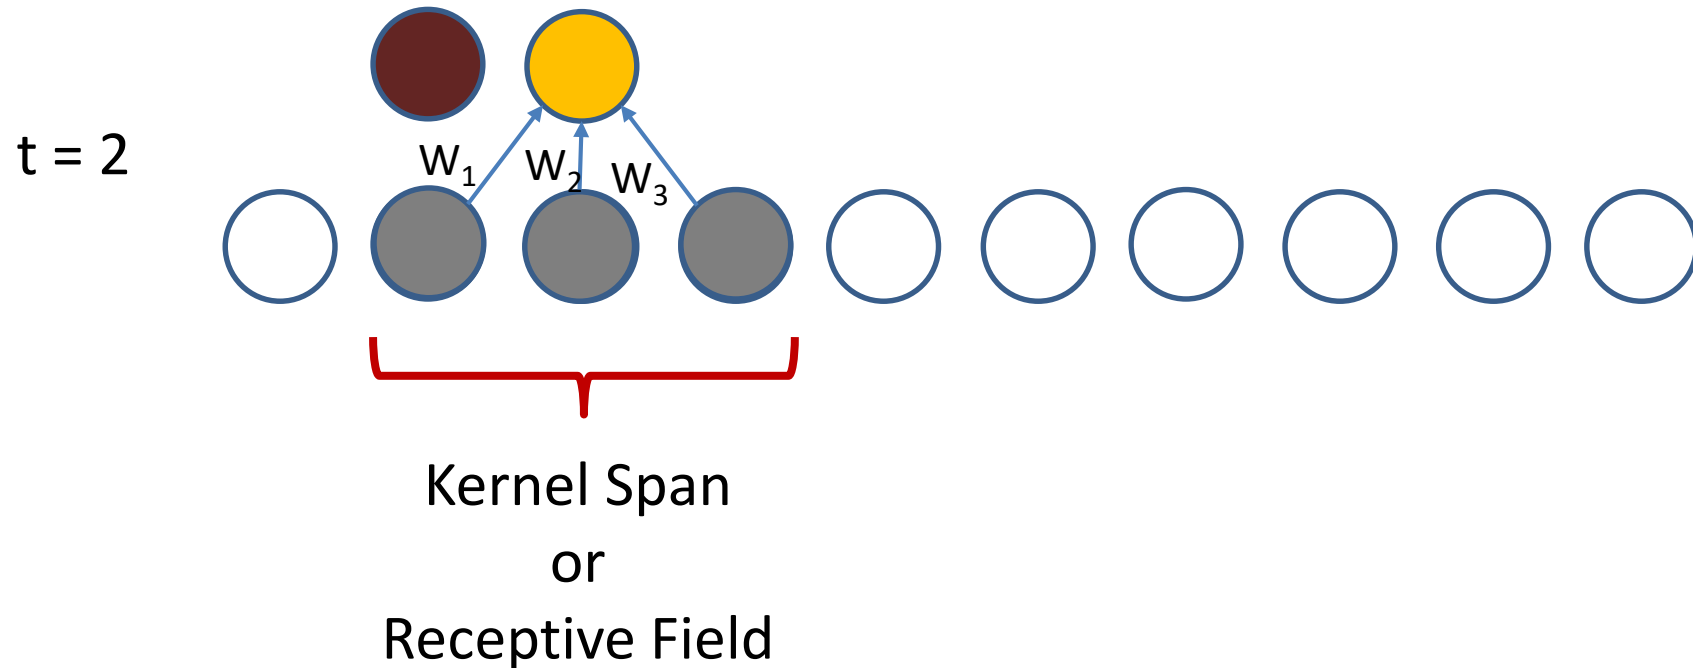 t = 2
W₁ W₂ W₃
Kernel Span
or
Receptive Field